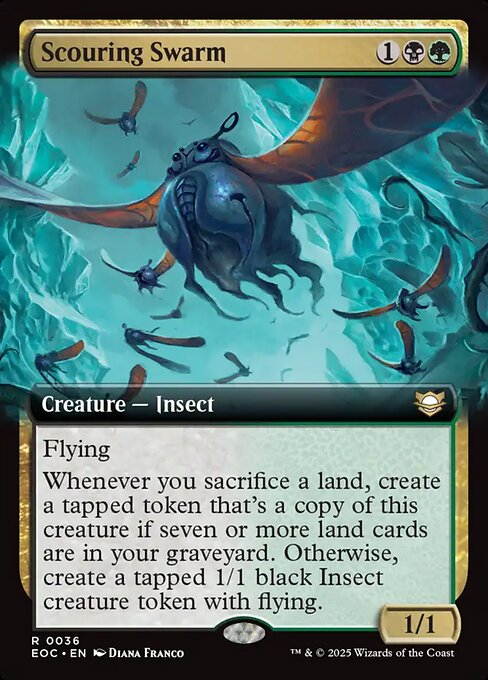 Scouring Swarm 1
Creature — Insect
Flying
Whenever you sacrifice a land, create
a tapped token that's a copy of this
creature if seven or more land cards
are in your graveyard. Otherwise,
create a tapped 1/1 black Insect
creature token with flying.
1/1
R 0036
EOC • EN Diana Franco
™ & © 2025 Wizards of the Coast